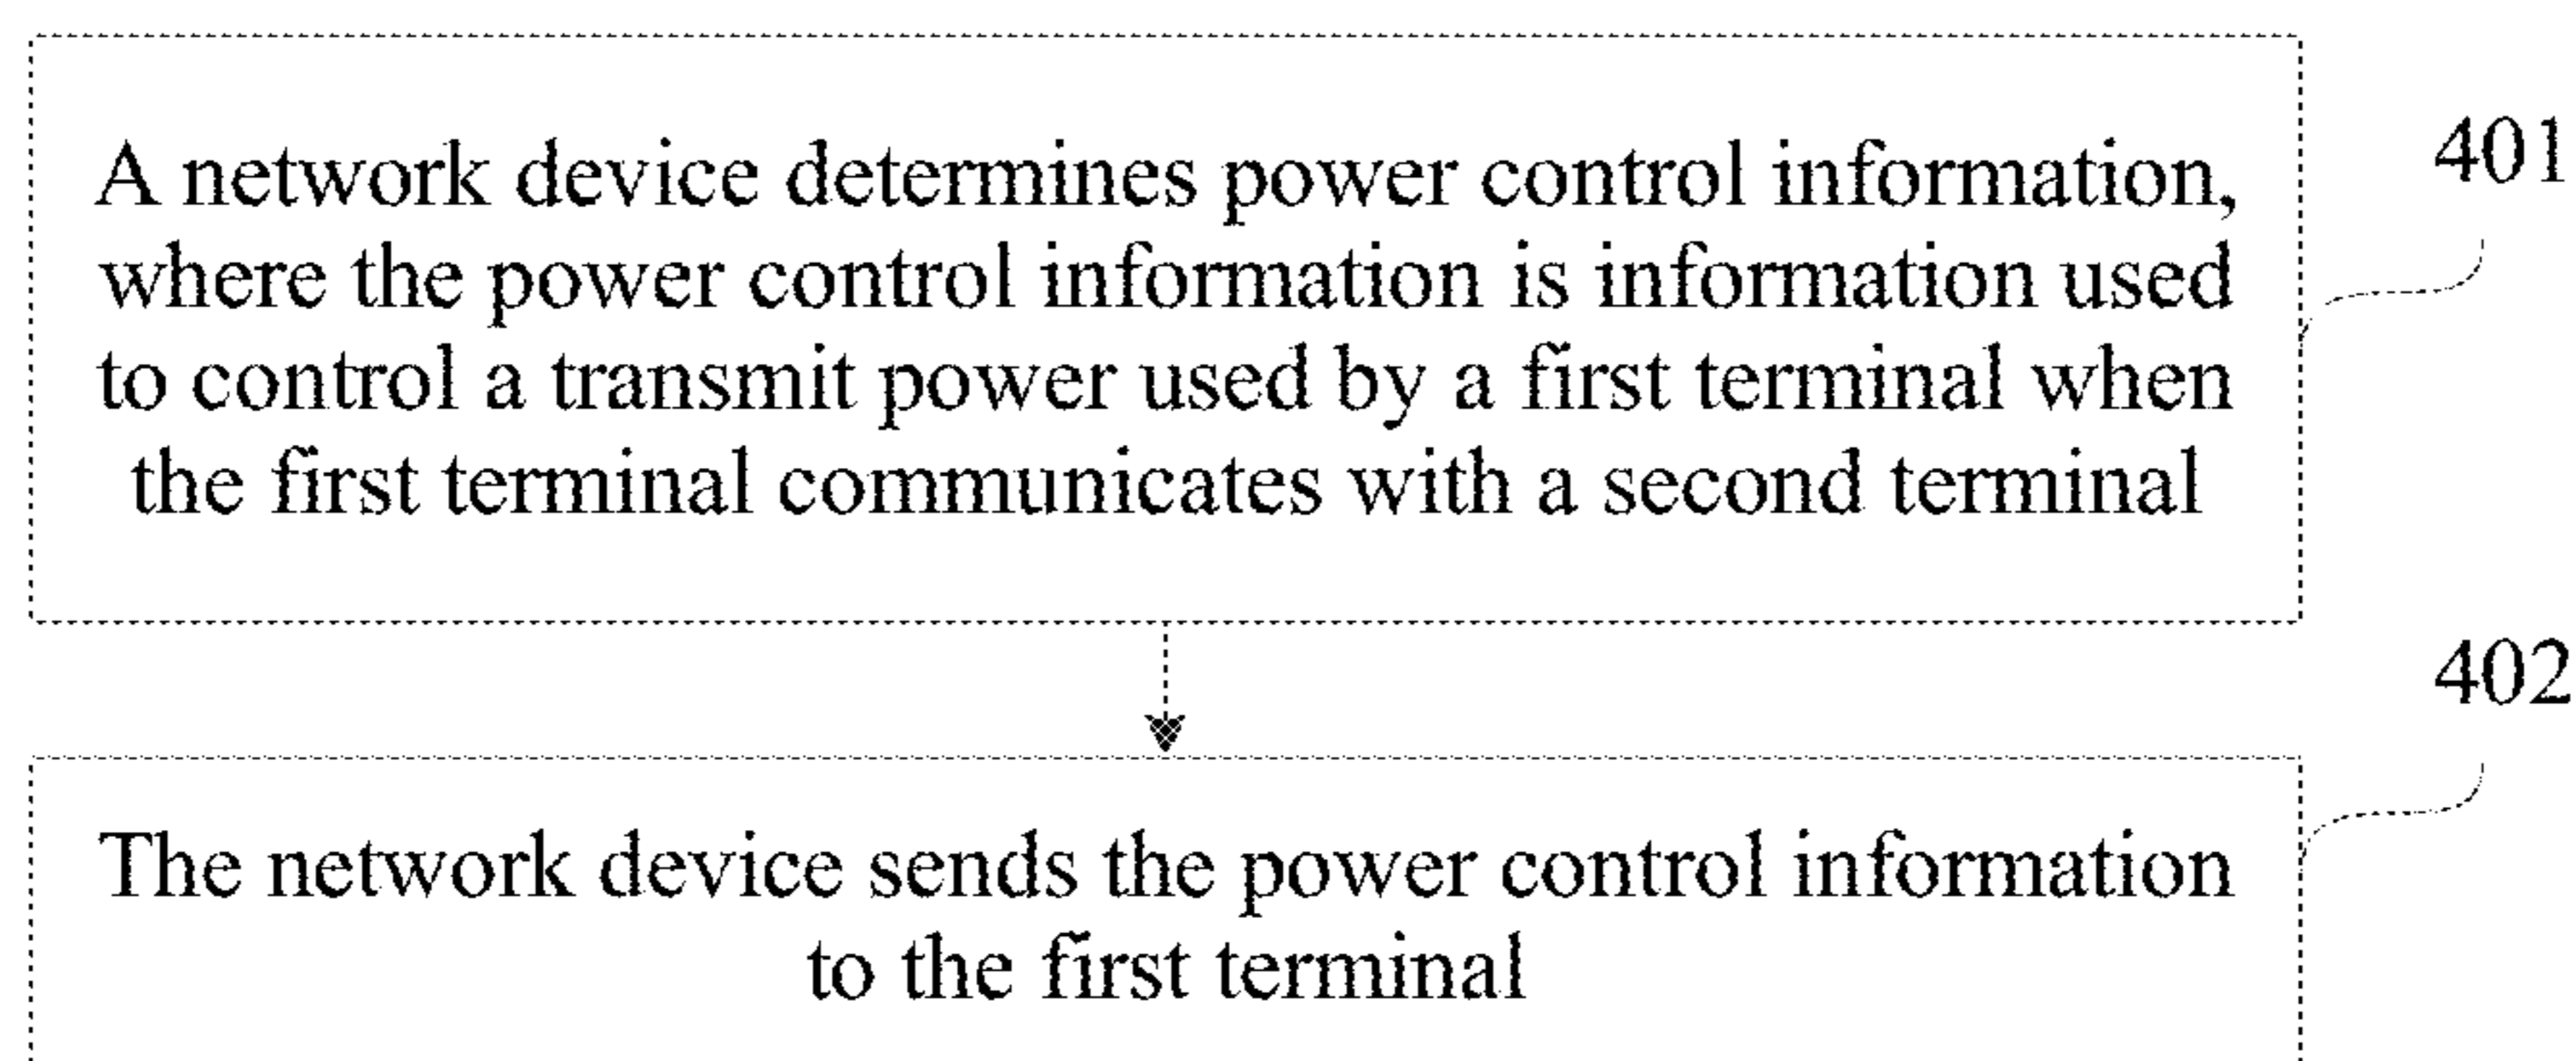 A network device determines power control information,
401
where the power control information is information used
to control a transmit power used by a first terminal when
the first terminal communicates with a second terminal
402
The network device sends the power control information
to the first terminal